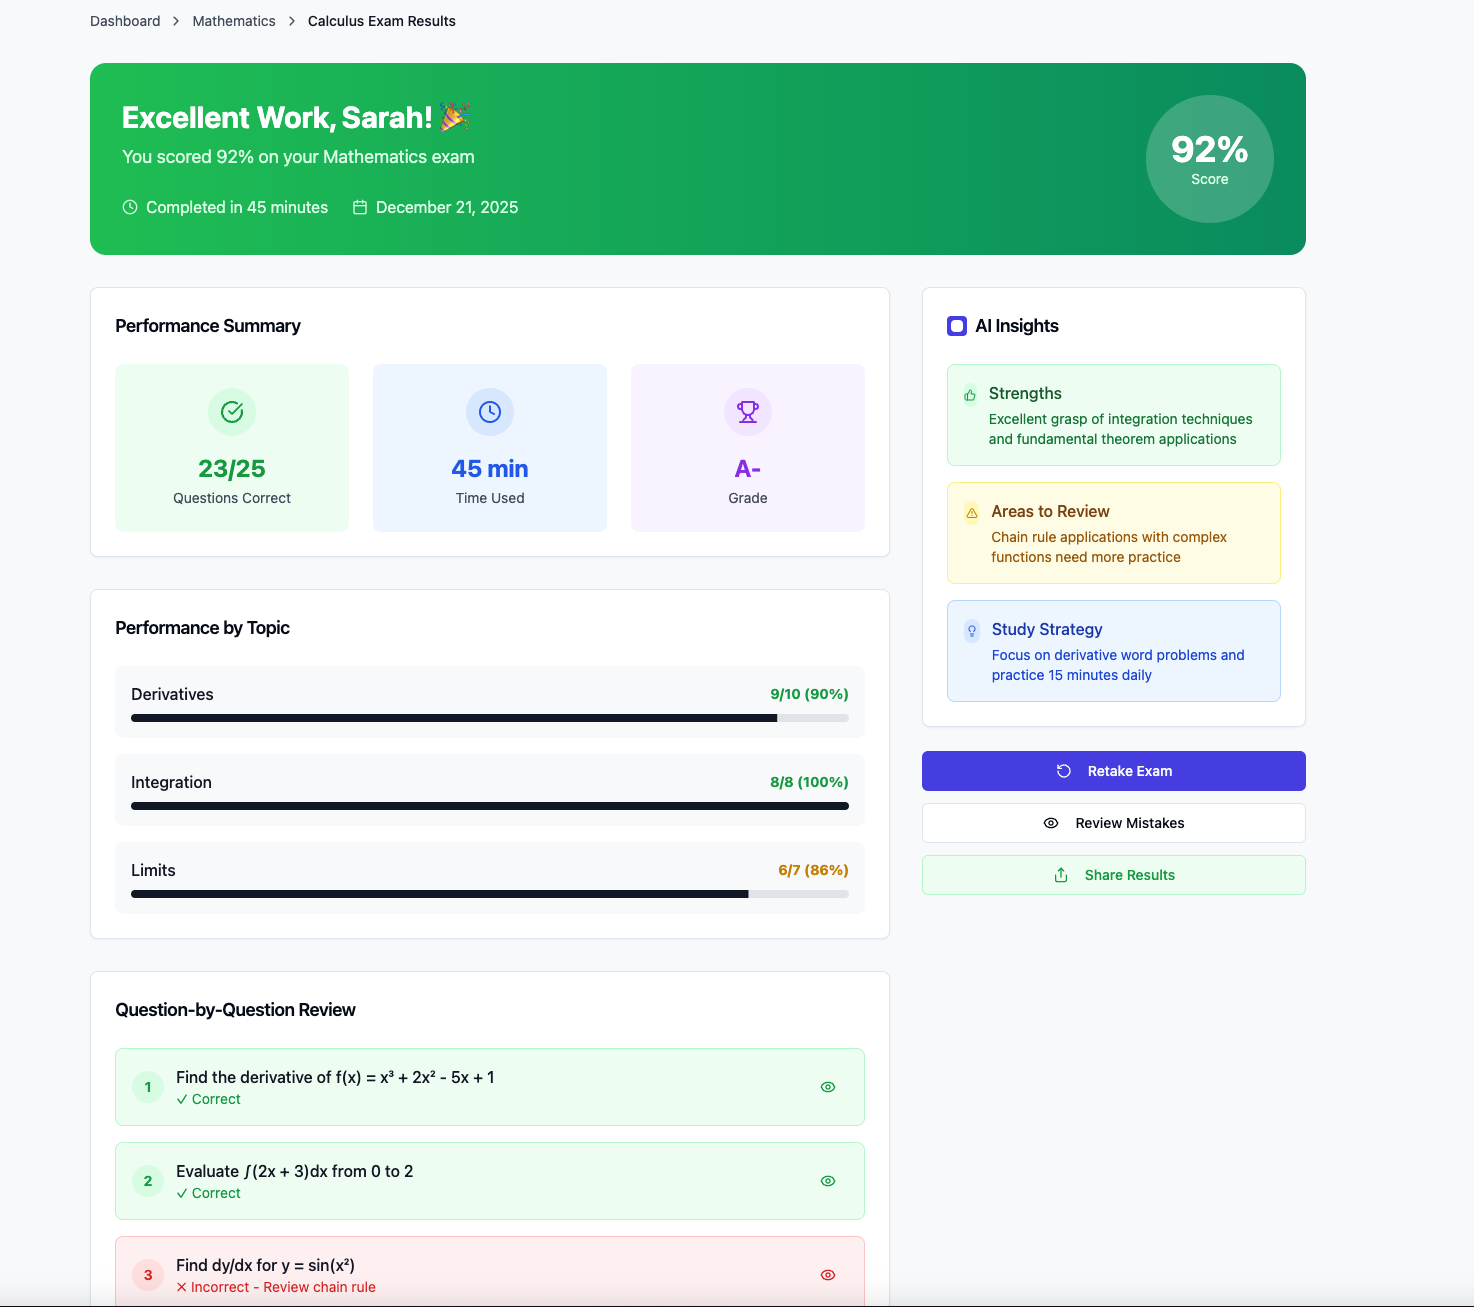 Dashboard > Mathematics > Calculus Exam Results
Excellent Work, Sarah! 🎉
You scored 92% on your Mathematics exam
Completed in 45 minutes
December 21, 2025
92%
Score
Performance Summary
23/25
Questions Correct
45 min
Time Used
A-
Grade
Performance by Topic
Derivatives
9/10 (90%)
Integration
8/8 (100%)
Limits
6/7 (86%)
Question-by-Question Review
1
Find the derivative of f(x) = x³ + 2x² - 5x + 1
✓ Correct
2
Evaluate ∫(2x + 3)dx from 0 to 2
✓ Correct
3
Find dy/dx for y = sin(x²)
✕ Incorrect - Review chain rule
AI Insights
Strengths
Excellent grasp of integration techniques
and fundamental theorem applications
Areas to Review
Chain rule applications with complex
functions need more practice
Study Strategy
Focus on derivative word problems and
practice 15 minutes daily
Retake Exam
Review Mistakes
Share Results